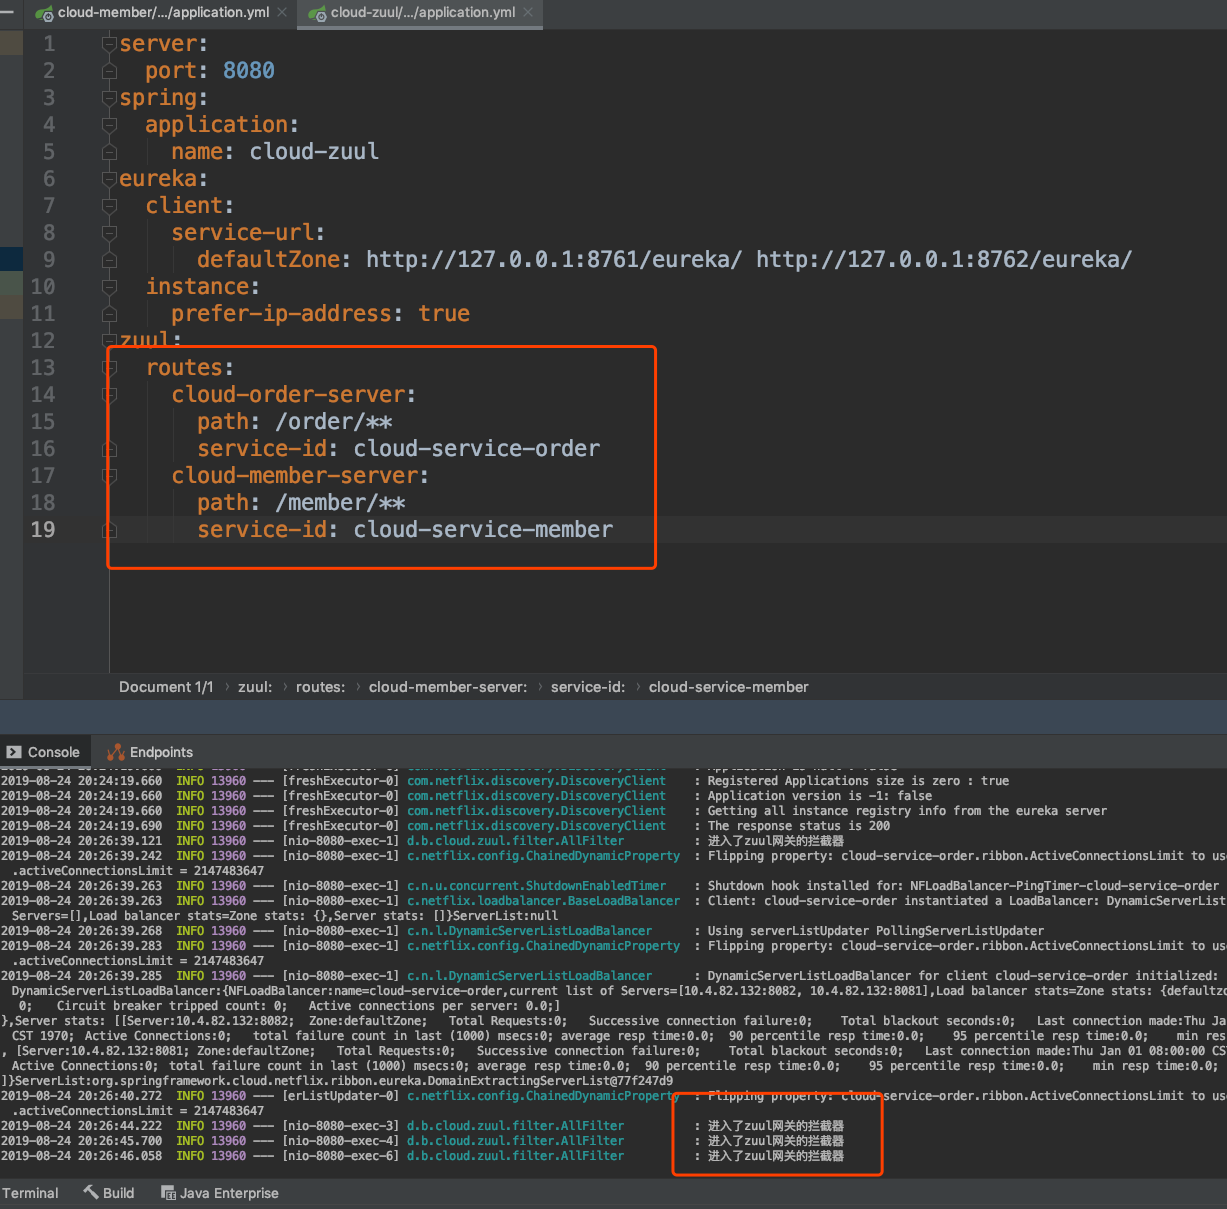 cloud-member/.../application.yml
cloud-zuul/.../application.yml
1 server:
2 port: 8080
3 spring:
4 application:
5 name: cloud-zuul
6 eureka:
7 client:
8 service-url:
9 defaultZone: http://127.0.0.1:8761/eureka/ http://127.0.0.1:8762/eureka/
10 instance:
11 prefer-ip-address: true
12 zuul:
13 routes:
14 cloud-order-server:
15 path: /order/**
16 service-id: cloud-service-order
17 cloud-member-server:
18 path: /member/**
19 service-id: cloud-service-member
Document 1/1 › zuul: › routes: › cloud-member-server: › service-id: › cloud-service-member
Console Endpoints
2019-08-24 20:24:19.660 INFO 13960 --- [freshExecutor-0] com.netflix.discovery.DiscoveryClient : Registered Applications size is zero : true
2019-08-24 20:24:19.660 INFO 13960 --- [freshExecutor-0] com.netflix.discovery.DiscoveryClient : Application version is -1: false
2019-08-24 20:24:19.660 INFO 13960 --- [freshExecutor-0] com.netflix.discovery.DiscoveryClient : Getting all instance registry info from the eureka server
2019-08-24 20:24:19.690 INFO 13960 --- [freshExecutor-0] com.netflix.discovery.DiscoveryClient : The response status is 200
2019-08-24 20:26:39.121 INFO 13960 --- [nio-8080-exec-1] d.b.cloud.zuul.filter.AllFilter : 进入了zuul网关的拦截器
2019-08-24 20:26:39.242 INFO 13960 --- [nio-8080-exec-1] c.netflix.config.ChainedDynamicProperty : Flipping property: cloud-service-order.ribbon.ActiveConnectionsLimit to us
.activeConnectionsLimit = 2147483647
2019-08-24 20:26:39.263 INFO 13960 --- [nio-8080-exec-1] c.n.u.concurrent.ShutdownEnabledTimer : Shutdown hook installed for: NFLoadBalancer-PingTimer-cloud-service-order
2019-08-24 20:26:39.263 INFO 13960 --- [nio-8080-exec-1] c.netflix.loadbalancer.BaseLoadBalancer : Client: cloud-service-order instantiated a LoadBalancer: DynamicServerList
Servers=[],Load balancer stats=Zone stats: {},Server stats: []}ServerList:null
2019-08-24 20:26:39.268 INFO 13960 --- [nio-8080-exec-1] c.n.l.DynamicServerListLoadBalancer : Using serverListUpdater PollingServerListUpdater
2019-08-24 20:26:39.283 INFO 13960 --- [nio-8080-exec-1] c.netflix.config.ChainedDynamicProperty : Flipping property: cloud-service-order.ribbon.ActiveConnectionsLimit to us
.activeConnectionsLimit = 2147483647
2019-08-24 20:26:39.285 INFO 13960 --- [nio-8080-exec-1] c.n.l.DynamicServerListLoadBalancer : DynamicServerListLoadBalancer for client cloud-service-order initialized:
DynamicServerListLoadBalancer:{NFLoadBalancer:name=cloud-service-order,current list of Servers=[10.4.82.132:8082, 10.4.82.132:8081],Load balancer stats=Zone stats: {defaultzo
0; Circuit breaker tripped count: 0; Active connections per server: 0.0;]
},Server stats: [[Server:10.4.82.132:8082; Zone:defaultZone; Total Requests:0; Successive connection failure:0; Total blackout seconds:0; Last connection made:Thu Ja
CST 1970; Active Connections:0; total failure count in last (1000) msecs:0; average resp time:0.0; 90 percentile resp time:0.0; 95 percentile resp time:0.0; min res
, [Server:10.4.82.132:8081; Zone:defaultZone; Total Requests:0; Successive connection failure:0; Total blackout seconds:0; Last connection made:Thu Jan 01 08:00:00 CS
Active Connections:0; total failure count in last (1000) msecs:0; average resp time:0.0; 90 percentile resp time:0.0; 95 percentile resp time:0.0; min resp time:0.0;
]}ServerList:org.springframework.cloud.netflix.ribbon.eureka.DomainExtractingServerList@77f247d9
2019-08-24 20:26:40.272 INFO 13960 --- [erListUpdater-0] c.netflix.config.ChainedDynamicProperty : Flipping property: cloud-service-order.ribbon.ActiveConnectionsLimit to us
.activeConnectionsLimit = 2147483647
2019-08-24 20:26:44.222 INFO 13960 --- [nio-8080-exec-3] d.b.cloud.zuul.filter.AllFilter : 进入了zuul网关的拦截器
2019-08-24 20:26:45.700 INFO 13960 --- [nio-8080-exec-4] d.b.cloud.zuul.filter.AllFilter : 进入了zuul网关的拦截器
2019-08-24 20:26:46.058 INFO 13960 --- [nio-8080-exec-6] d.b.cloud.zuul.filter.AllFilter : 进入了zuul网关的拦截器
Terminal Build Java Enterprise